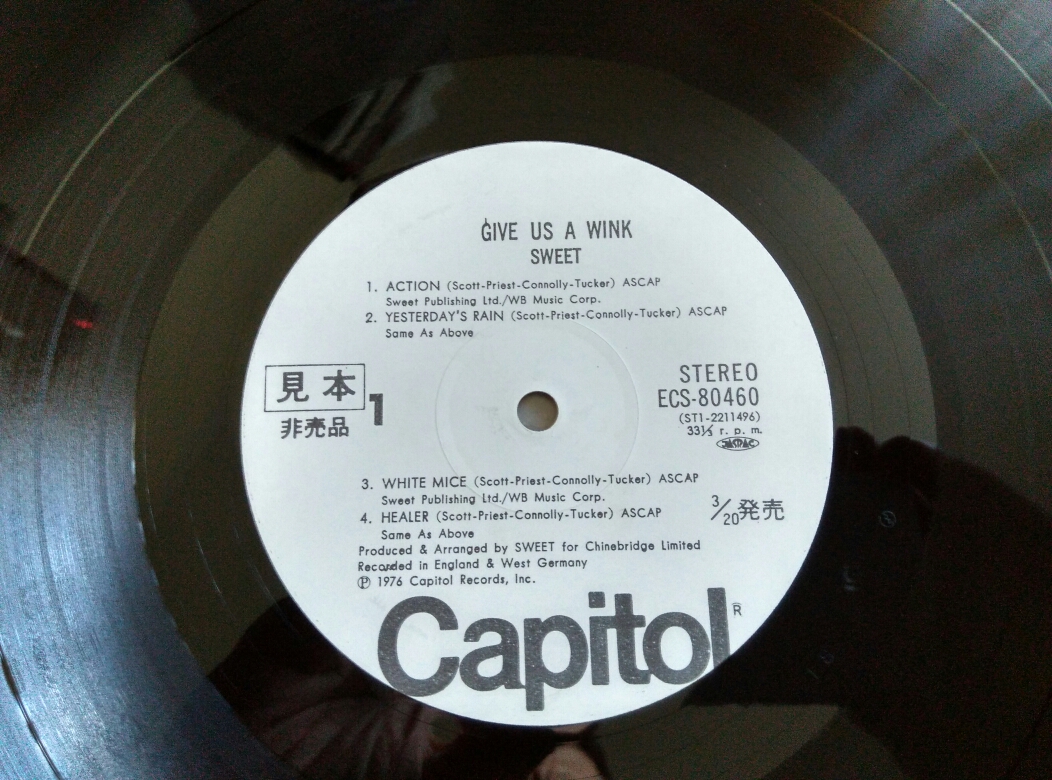 GIVE US A WINK
SWEET
1. ACTION (Scott-Priest-Connolly-Tucker) ASCAP
Sweet Publishing Ltd./WB Music Corp.
2. YESTERDAY'S RAIN (Scott-Priest-Connolly-Tucker) ASCAP
Same As Above
見本
非売品
1
STEREO
ECS-80460
(ST1-2211496)
33⅓ r. p. m.
JASRAC
3. WHITE MICE (Scott-Priest-Connolly-Tucker) ASCAP
Sweet Publishing Ltd./WB Music Corp.
4. HEALER (Scott-Priest-Connolly-Tucker) ASCAP
Same As Above
3/20発売
Produced & Arranged by SWEET for Chinebridge Limited
Recorded in England & West Germany
℗ 1976 Capitol Records, Inc.
Capitol®